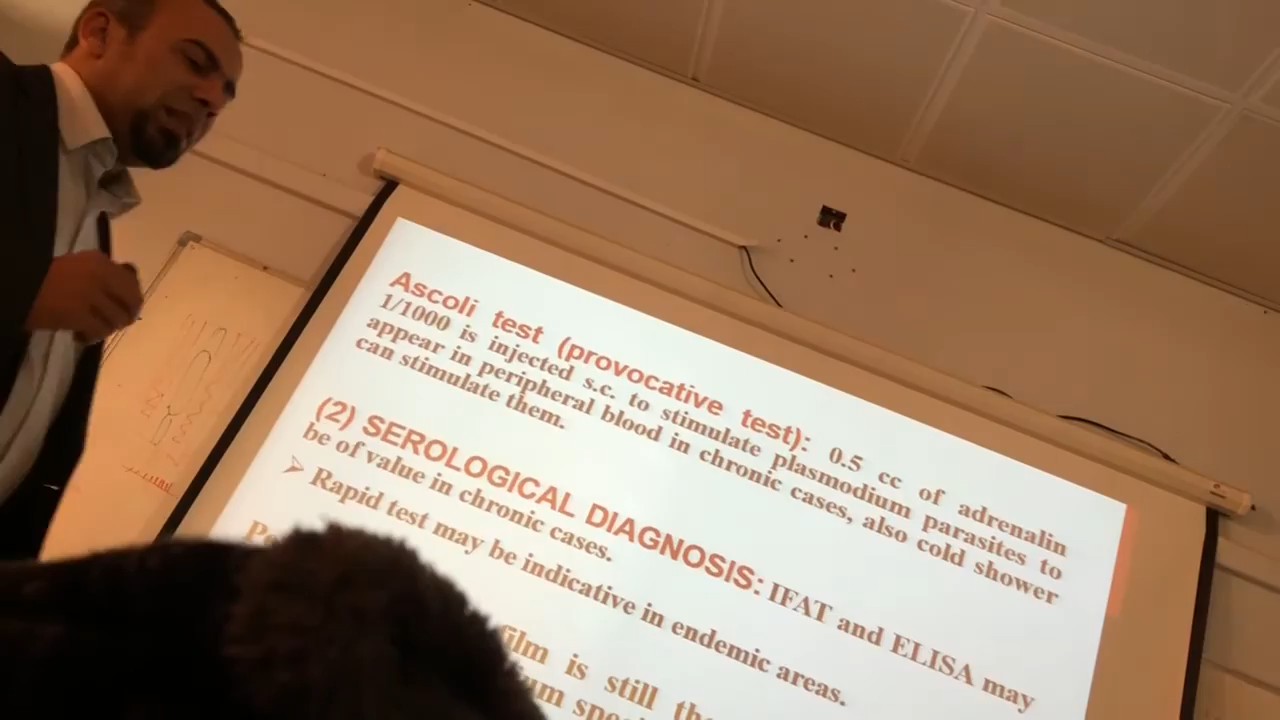 Ascoli test (provocative test): 0.5 cc of adrenalin
1/1000 is injected s.c. to stimulate plasmodium parasites to
appear in peripheral blood in chronic cases, also cold shower
can stimulate them.
(2) SEROLOGICAL DIAGNOSIS: IFAT and ELISA may
be of value in chronic cases.
➢ Rapid test may be indicative in endemic areas.
film is still